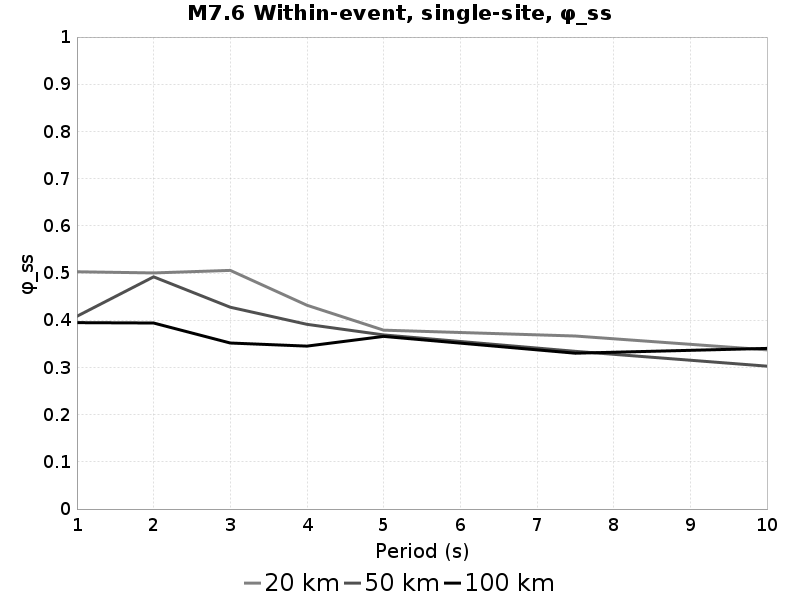 M7.6 Within-event, single-site, φ_ss
1
0.9
0.8
0.7
0.6
0.5
0.4
0.3
0.2
0.1
0
φ_ss
1 2 3 4 5 6 7 8 9 10
Period (s)
20 km 50 km 100 km